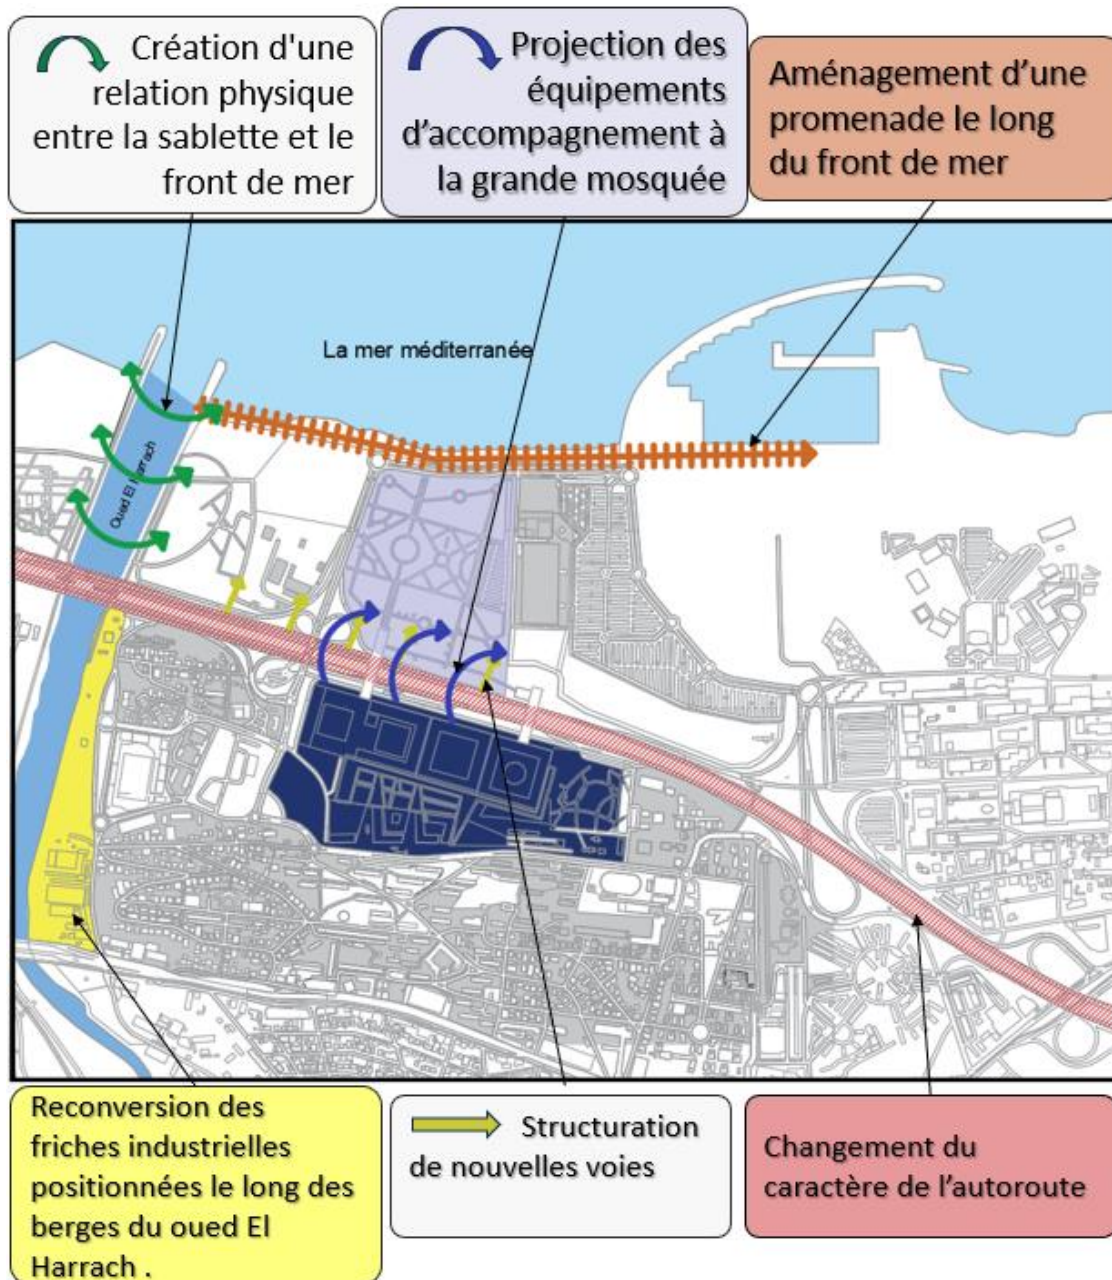 Création d'une
relation physique
entre la sablette et le
front de mer
Projection des
équipements
d’accompagnement à
la grande mosquée
Aménagement d’une
promenade le long
du front de mer
La mer méditerranée
Ouad El Harrach
Reconversion des
friches industrielles
positionnées le long des
berges du oued El
Harrach .
Structuration
de nouvelles voies
Changement du
caractère de l’autoroute